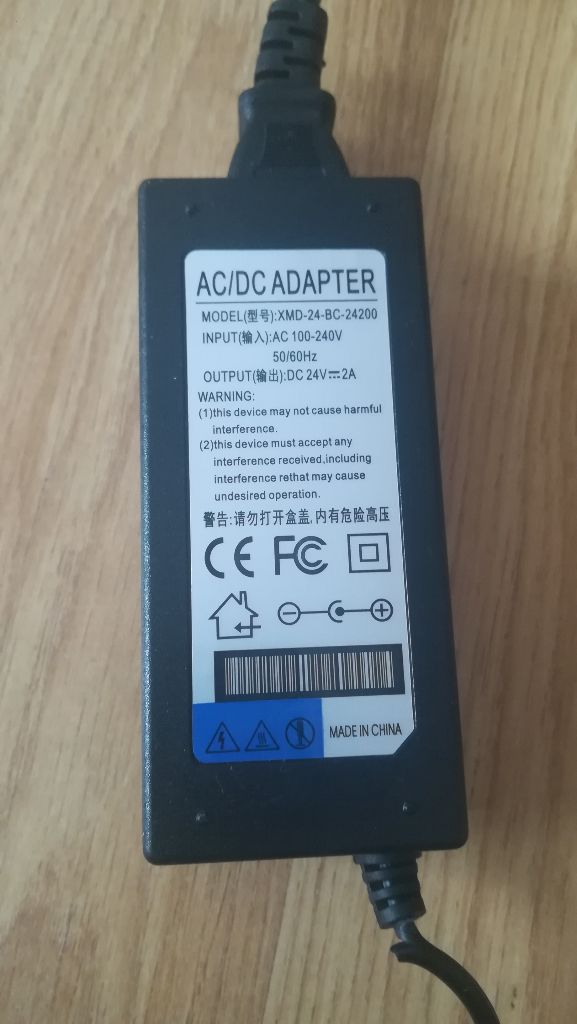 AC/DC ADAPTER
MODEL(型号):XMD-24-BC-24200
INPUT(输入):AC 100-240V
50/60Hz
OUTPUT(输出):DC 24V⎓2A
WARNING:
(1)this device may not cause harmful
interference.
(2)this device must accept any
interference received,including
interference rethat may cause
undesired operation.
警告:请勿打开盒盖,内有危险高压
CE FC
MADE IN CHINA